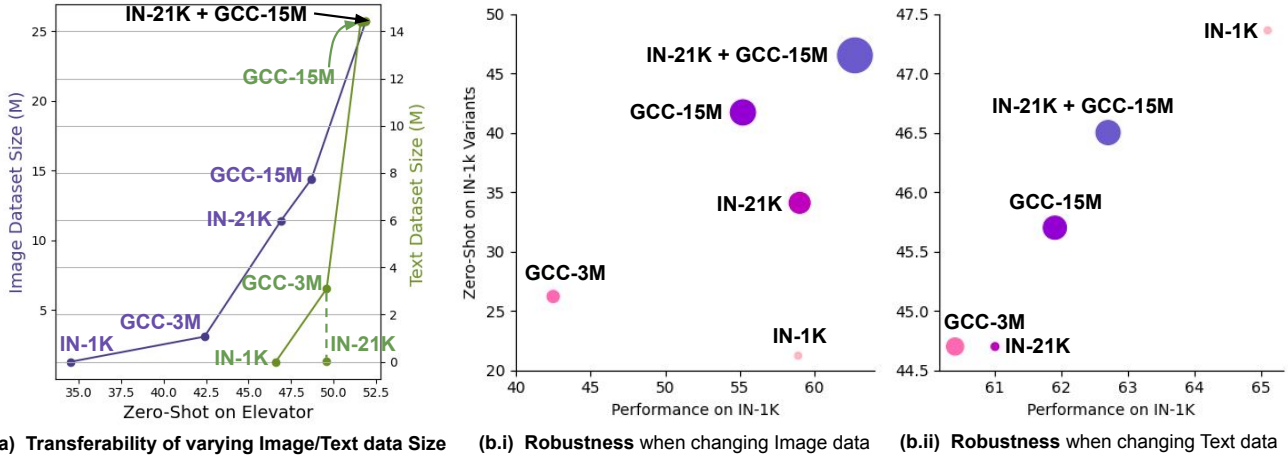 IN-21K + GCC-15M
25
20
15
10
5
Image Dataset Size (M)
GCC-15M
GCC-15M
IN-21K
GCC-3M
GCC-3M
IN-1K
IN-1K
IN-21K
14
12
10
8
6
4
2
0
Text Dataset Size (M)
35.0 37.5 40.0 42.5 45.0 47.5 50.0 52.5
Zero-Shot on Elevator
a) Transferability of varying Image/Text data Size
50
45
40
35
30
25
20
Zero-Shot on IN-1k Variants
IN-21K + GCC-15M
GCC-15M
IN-21K
GCC-3M
IN-1K
40 45 50 55 60
Performance on IN-1K
(b.i) Robustness when changing Image data
47.5
47.0
46.5
46.0
45.5
45.0
44.5
IN-1K
IN-21K + GCC-15M
GCC-15M
GCC-3M
IN-21K
61 62 63 64 65
Performance on IN-1K
(b.ii) Robustness when changing Text data